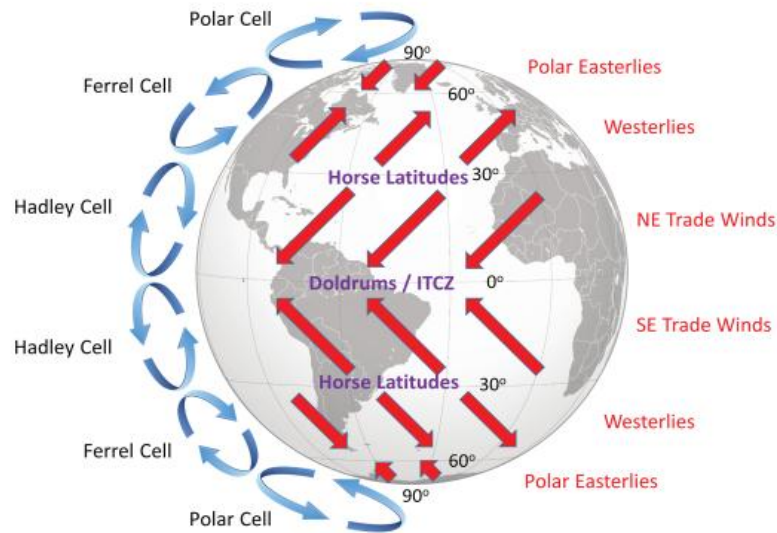 Polar Cell
90°
Polar Easterlies
Ferrel Cell
60°
Westerlies
Horse Latitudes
30°
Hadley Cell
NE Trade Winds
Doldrums / ITCZ
0°
SE Trade Winds
Hadley Cell
Horse Latitudes
30°
Westerlies
Ferrel Cell
60°
Polar Easterlies
90°
Polar Cell